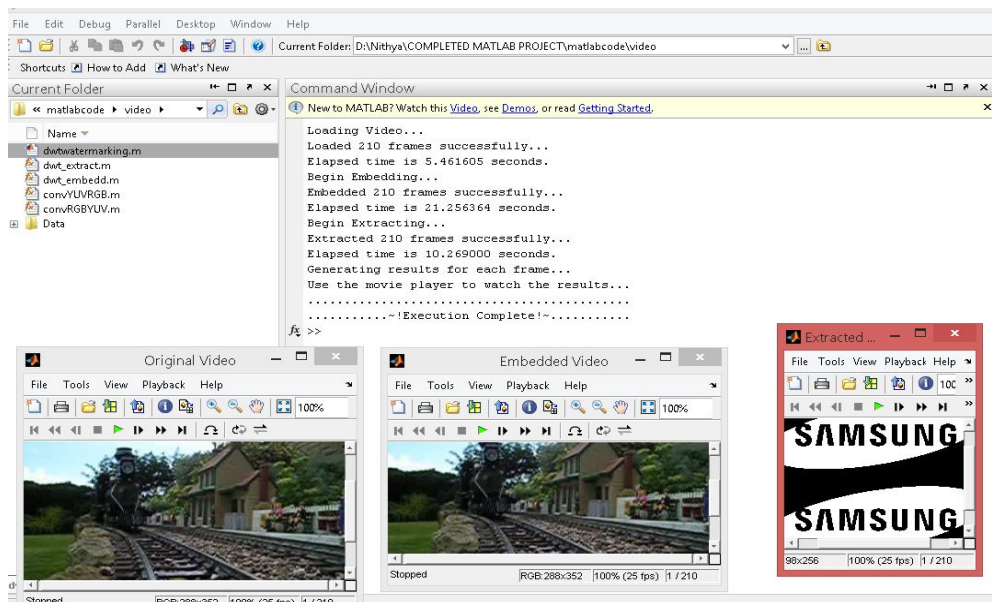 File Edit Debug Parallel Desktop Window Help
Current Folder: D:\Nithya\COMPLETED MATLAB PROJECT\matlabcode\video
Shortcuts How to Add What's New
Current Folder
« matlabcode video
Name
dwtwatermarking.m
dwt_extract.m
dwt_embedd.m
convYUVRGB.m
convRGBYUV.m
Data
Command Window
New to MATLAB? Watch this Video, see Demos, or read Getting Started.
Loading Video...
Loaded 210 frames successfully...
Elapsed time is 5.461605 seconds.
Begin Embedding...
Embedded 210 frames successfully...
Elapsed time is 21.256364 seconds.
Begin Extracting...
Extracted 210 frames successfully...
Elapsed time is 10.269000 seconds.
Generating results for each frame...
Use the movie player to watch the results...
............................................
...........~!Execution Complete!~...........
fx >>
Original Video
File Tools View Playback Help
100%
Stopped RGB:288x352 100% (25 fps) 1 / 210
Embedded Video
File Tools View Playback Help
100%
Stopped RGB:288x352 100% (25 fps) 1 / 210
Extracted ...
File Tools View Playback Help
SAMSUNG
SAMSUNG
98x256 100% (25 fps) 1 / 210